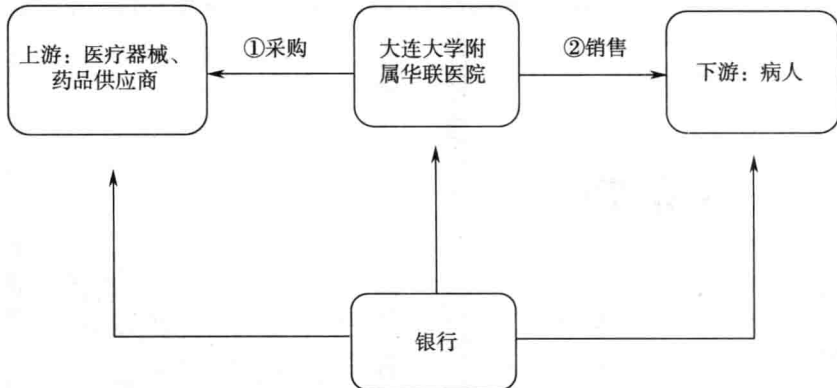 上游：医疗器械、
药品供应商
①采购
大连大学附
属华联医院
②销售
下游：病人
银行